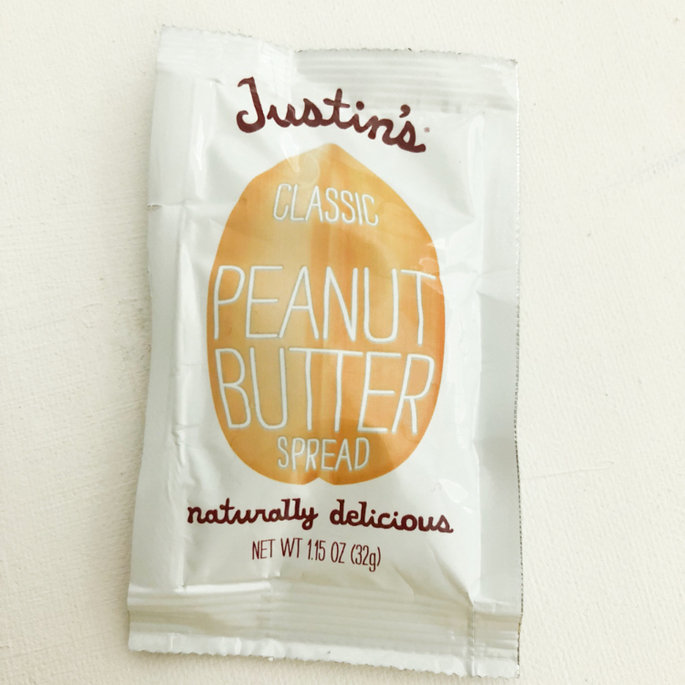 Justin's
CLASSIC
PEANUT
BUTTER
SPREAD
naturally delicious
NET WT 1.15 OZ (32g)